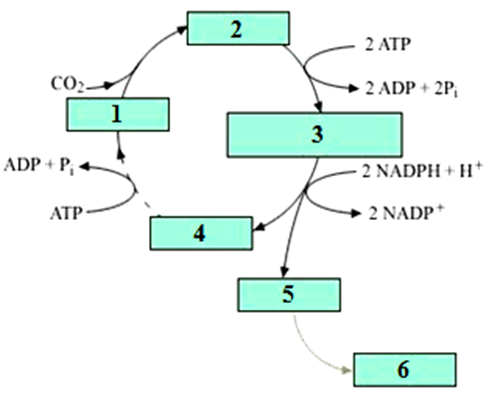 2
2 ATP
CO₂
2 ADP + 2Pᵢ
1
3
ADP + Pᵢ
2 NADPH + H⁺
ATP
2 NADP⁺
4
5
6